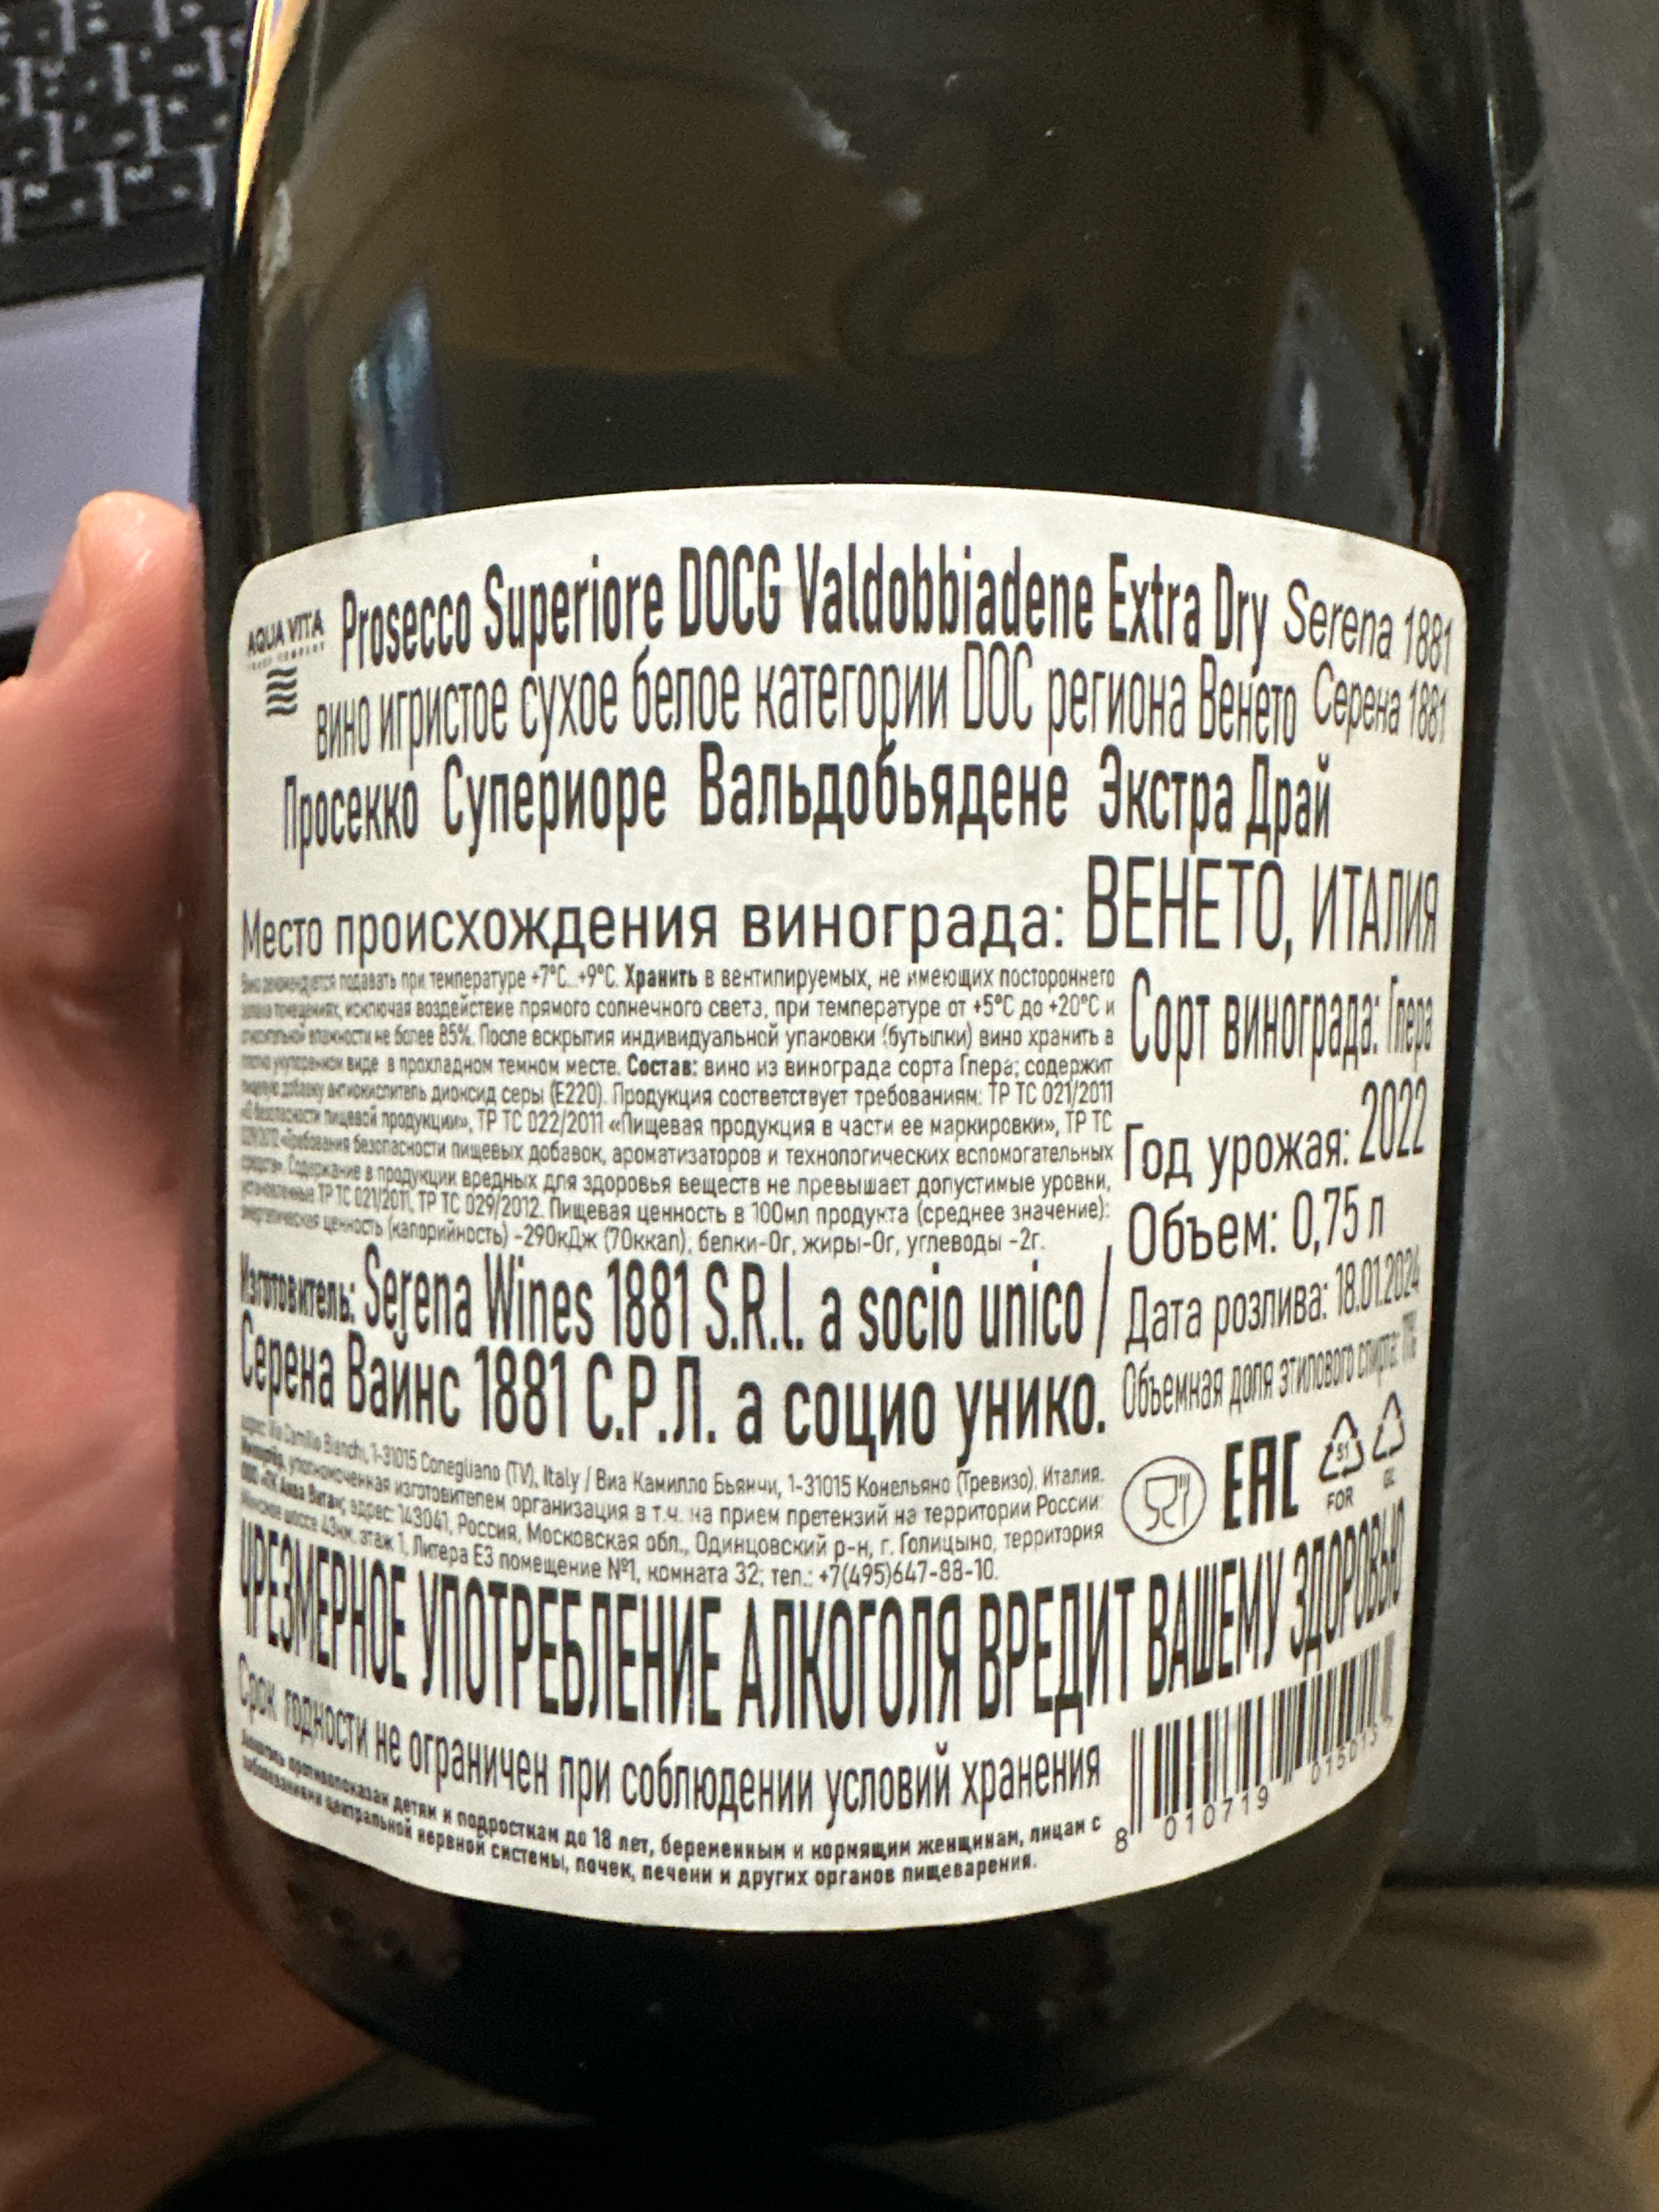 AQUA VITA
Prosecco Superiore DOCG Valdobbiadene Extra Dry Serena 1881
вино игристое сухое белое категории DOC региона Венето Серена 1881
Просекко Супериоре Вальдобьядене Экстра Драй
Место происхождения винограда: ВЕНЕТО, ИТАЛИЯ
Вино рекомендуется подавать при температуре +7°C...+9°C. Хранить в вентилируемых, не имеющих постороннего
запаха помещениях, исключая воздействие прямого солнечного света, при температуре от +5°C до +20°C и
относительной влажности не более 85%. После вскрытия индивидуальной упаковки (бутылки) вино хранить в
плотно укупоренном виде в прохладном темном месте. Состав: вино из винограда сорта Глера; содержит
пищевую добавку антиокислитель диоксид серы (E220). Продукция соответствует требованиям: ТР ТС 021/2011
«О безопасности пищевой продукции», ТР ТС 022/2011 «Пищевая продукция в части ее маркировки», ТР ТС
029/2012 «Требования безопасности пищевых добавок, ароматизаторов и технологических вспомогательных
средств». Содержание в продукции вредных для здоровья веществ не превышает допустимые уровни,
установленные ТР ТС 021/2011, ТР ТС 029/2012. Пищевая ценность в 100мл продукта (среднее значение):
энергетическая ценность (калорийность) -290кДж (70ккал), белки-0г, жиры-0г, углеводы -2г.
Сорт винограда: Глера
Год урожая: 2022
Объем: 0,75 л
Дата розлива: 18.01.2024
Объемная доля этилового спирта: 11%
Изготовитель: Serena Wines 1881 S.R.l. a socio unico /
Серена Вайнс 1881 С.Р.Л. а социо унико.
Адрес: Via Camillo Bianchi, 1-31015 Conegliano (TV), Italy / Виа Камилло Бьянчи, 1-31015 Конельяно (Тревизо), Италия.
Импортёр, уполномоченная изготовителем организация в т.ч. на прием претензий на территории России:
ООО «ТК Аква Вита»; адрес: 143041, Россия, Московская обл., Одинцовский р-н, г. Голицыно, территория
Минское шоссе 43км, этаж 1, Литера Е3 помещение №1, комната 32; тел.: +7(495)647-88-10.
EAC
51
FOR
GL
ЧРЕЗМЕРНОЕ УПОТРЕБЛЕНИЕ АЛКОГОЛЯ ВРЕДИТ ВАШЕМУ ЗДОРОВЬЮ
Срок годности не ограничен при соблюдении условий хранения
Алкоголь противопоказан детям и подросткам до 18 лет, беременным и кормящим женщинам, лицам с
заболеваниями центральной нервной системы, почек, печени и других органов пищеварения.
8 010719